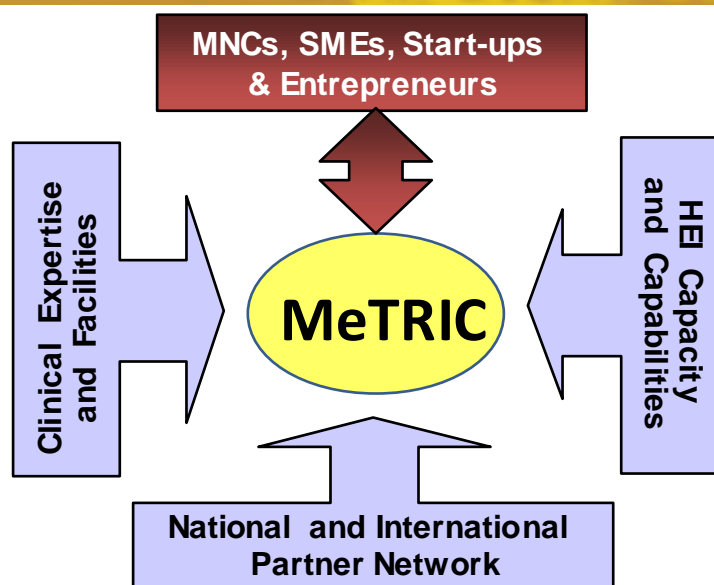 MNCs, SMEs, Start-ups
& Entrepreneurs
Clinical Expertise
and Facilities
MeTRIC
HEI Capacity
and Capabilities
National and International
Partner Network